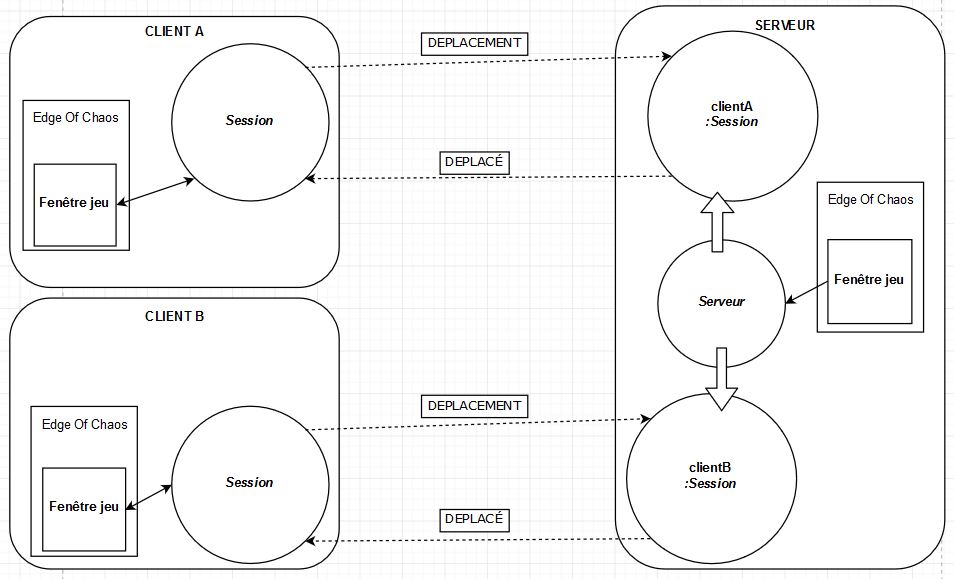 CLIENT A
Edge Of Chaos
Fenêtre jeu
Session
DEPLACEMENT
DEPLACÉ
CLIENT B
Edge Of Chaos
Fenêtre jeu
Session
DEPLACEMENT
DEPLACÉ
SERVEUR
clientA
:Session
Serveur
Edge Of Chaos
Fenêtre jeu
clientB
:Session